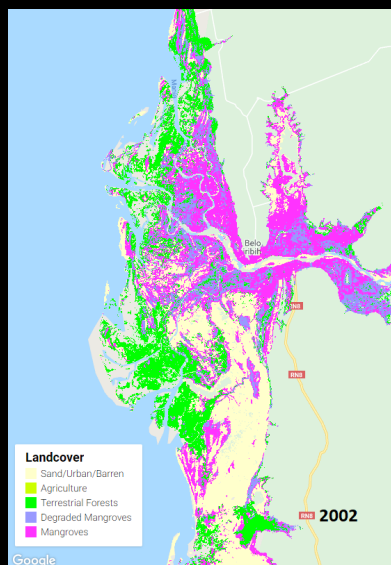 Belo
RN8
RN8
RN8
2002
Landcover
Sand/Urban/Barren
Agriculture
Terrestrial Forests
Degraded Mangroves
Mangroves
Google